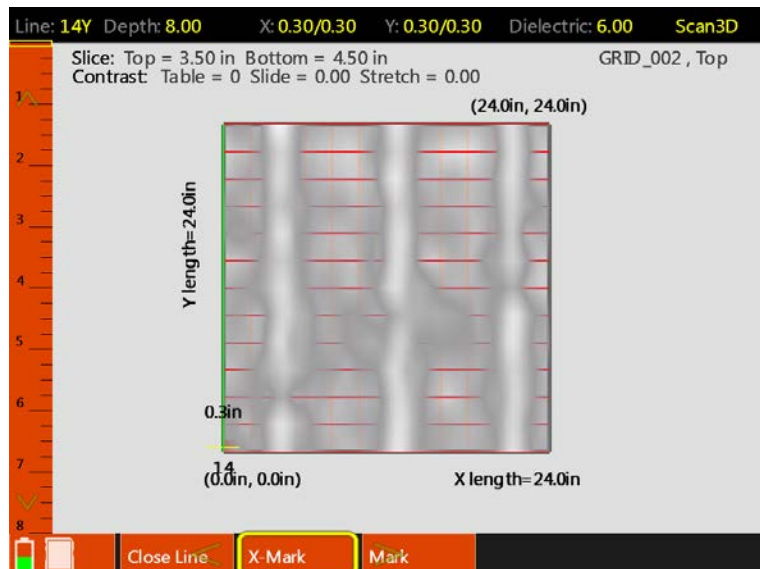 Line: 14Y Depth: 8.00 X: 0.30/0.30 Y: 0.30/0.30 Dielectric: 6.00 Scan3D
Slice: Top = 3.50 in Bottom = 4.50 in GRID_002 , Top
Contrast: Table = 0 Slide = 0.00 Stretch = 0.00
(24.0in, 24.0in)
1
2
3
4
5
6
7
8
Y length=24.0in
0.3in
14
(0.0in, 0.0in) X length=24.0in
Close Line X-Mark Mark